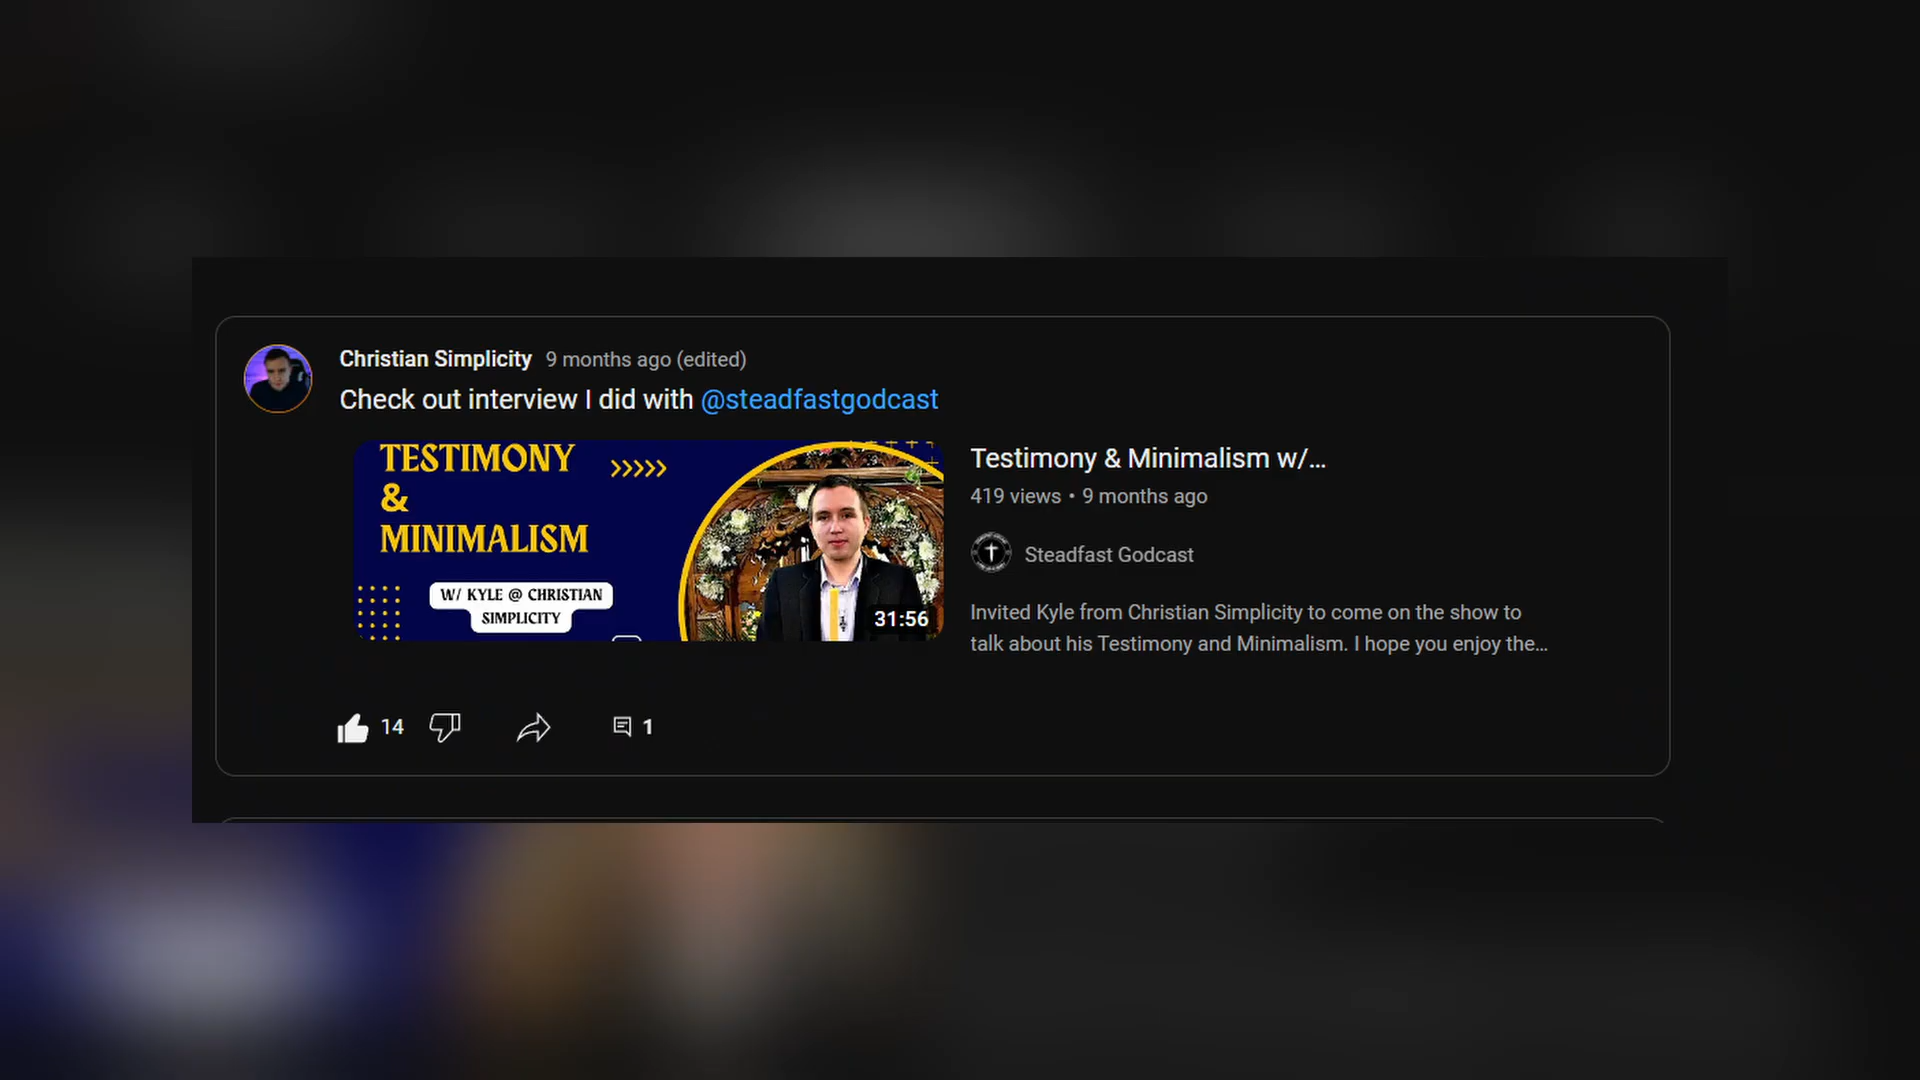 Christian Simplicity 9 months ago (edited)
Check out interview I did with @steadfastgodcast
TESTIMONY
&
MINIMALISM
W/ KYLE @ CHRISTIAN
SIMPLICITY
31:56
Testimony & Minimalism w/...
419 views • 9 months ago
Steadfast Godcast
Invited Kyle from Christian Simplicity to come on the show to
talk about his Testimony and Minimalism. I hope you enjoy the...
14
1